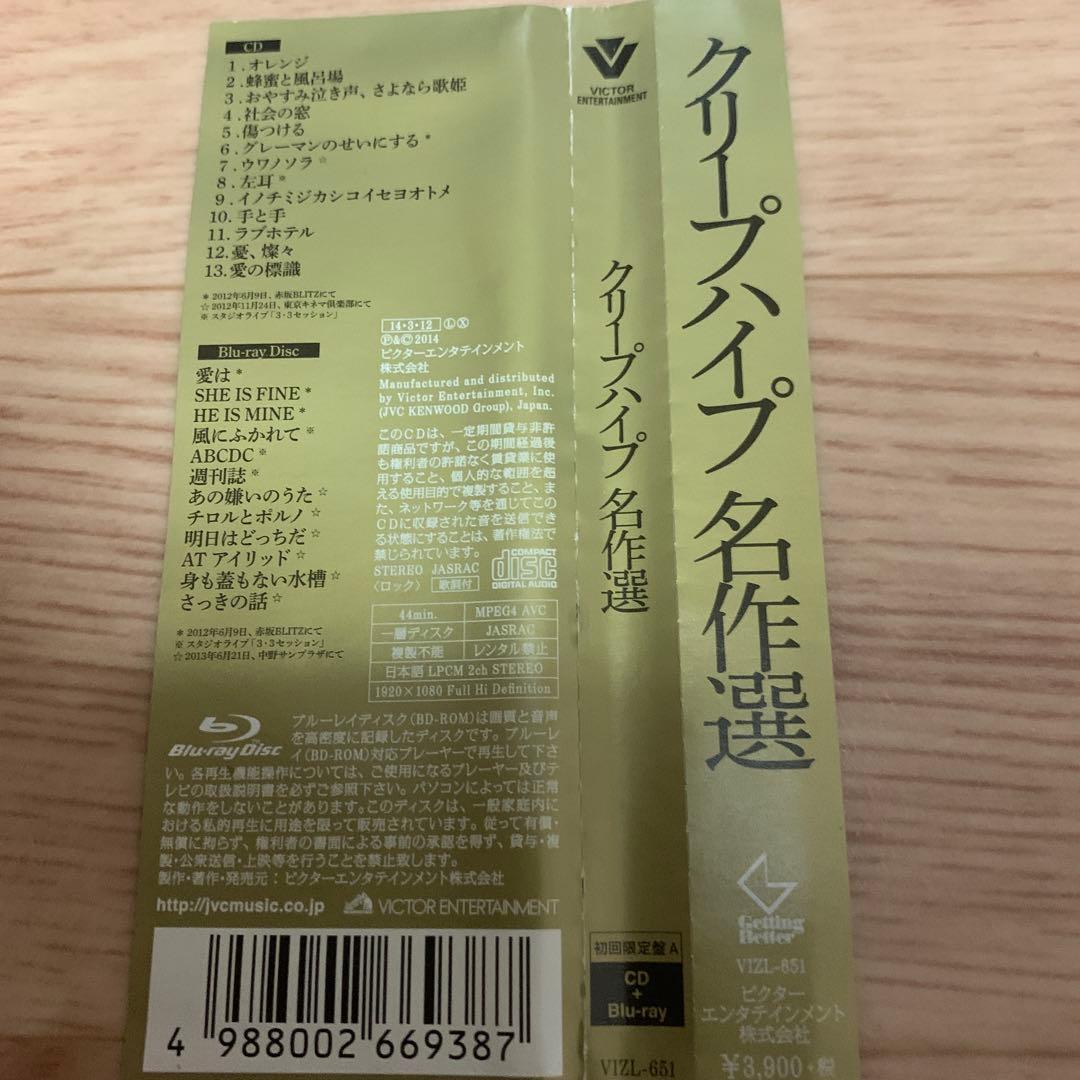 CD
1.オレンジ
2.蜂蜜と風呂場
3.おやすみ泣き声、さよなら歌姫
4.社会の窓
5.傷つける
6.グレーマンのせいにする*
7.ウワノソラ☆
8.左耳※
9.イノチミジカシコイセヨオトメ
10.手と手
11.ラブホテル
12.憂、燦々
13.愛の標識
*2012年6月9日、赤坂BLITZにて
☆2012年11月24日、東京キネマ倶楽部にて
※スタジオライブ「3・3セッション」
Blu-ray Disc
愛は*
SHE IS FINE*
HE IS MINE*
風にふかれて※
ABCDC※
週刊誌※
あの嫌いのうた☆
チロルとポルノ☆
明日はどっちだ☆
AT アイリッド☆
身も蓋もない水槽☆
さっきの話☆
*2012年6月9日、赤坂BLITZにて
※スタジオライブ「3・3セッション」
☆2013年6月21日、中野サンプラザにて
14・3・12 Ⓛ Ⓧ
Ⓟ&Ⓒ2014
ビクターエンタテインメント
株式会社
Manufactured and distributed
by Victor Entertainment, Inc.
(JVC KENWOOD Group), Japan.
このCDは、一定期間貸与非許
諾商品ですが、この期間経過後
も権利者の許諾なく賃貸業に使
用すること、個人的な範囲を超
える使用目的で複製すること、ま
た、ネットワーク等を通じてこの
CDに収録された音を送信でき
る状態にすることは、著作権法で
禁じられています。
STEREO JASRAC
〈ロック〉 歌詞付
COMPACT
disc
DIGITAL AUDIO
44min. MPEG4 AVC
一層ディスク JASRAC
複製不能 レンタル禁止
日本語 LPCM 2ch STEREO
1920×1080 Full Hi Definition
Blu-ray Disc
ブルーレイディスク(BD-ROM)は画質と音声
を高密度に記録したディスクです。ブルーレ
イ(BD-ROM)対応プレーヤーで再生して下さ
い。各再生機能操作については、ご使用になるプレーヤー及びテ
レビの取扱説明書を必ずご参照下さい。パソコンによっては正常
な動作をしないことがあります。このディスクは、一般家庭内に
おける私的再生に用途を限って販売されています。従って有償・
無償に拘らず、権利者の書面による事前の承認を得ず、貸与・複
製・公衆送信・上映等を行うことを禁止致します。
製作・著作・発売元：ビクターエンタテインメント株式会社
http://jvcmusic.co.jp VICTOR ENTERTAINMENT
4 988002 669387
VICTOR
ENTERTAINMENT
クリープハイプ 名作選
初回限定盤A
CD
+
Blu-ray
VIZL-651
クリープハイプ 名作選
Getting
Better
VIZL-651
ビクター
エンタテインメント
株式会社
¥3,900+税